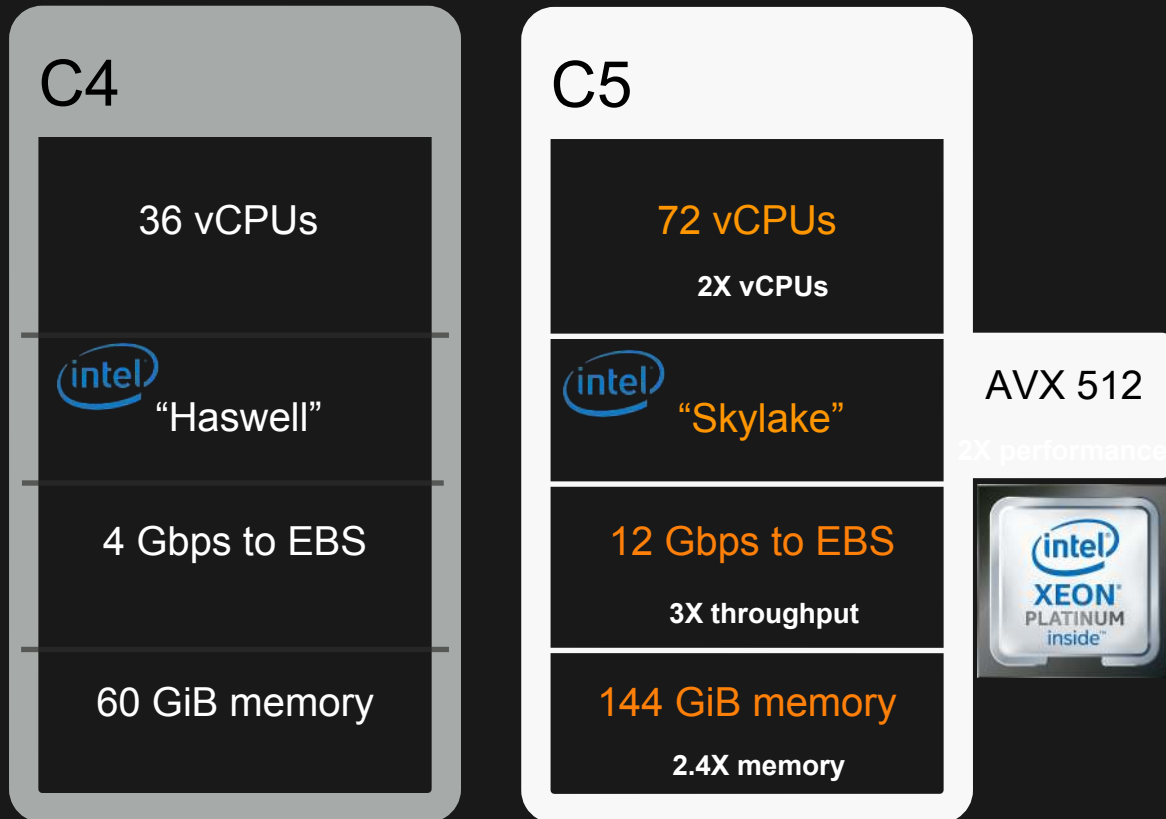 C4
36 vCPUs
intel
“Haswell”
4 Gbps to EBS
60 GiB memory
C5
72 vCPUs
2X vCPUs
intel
“Skylake”
12 Gbps to EBS
3X throughput
144 GiB memory
2.4X memory
AVX 512
2X performance
intel
XEON®
PLATINUM
inside™